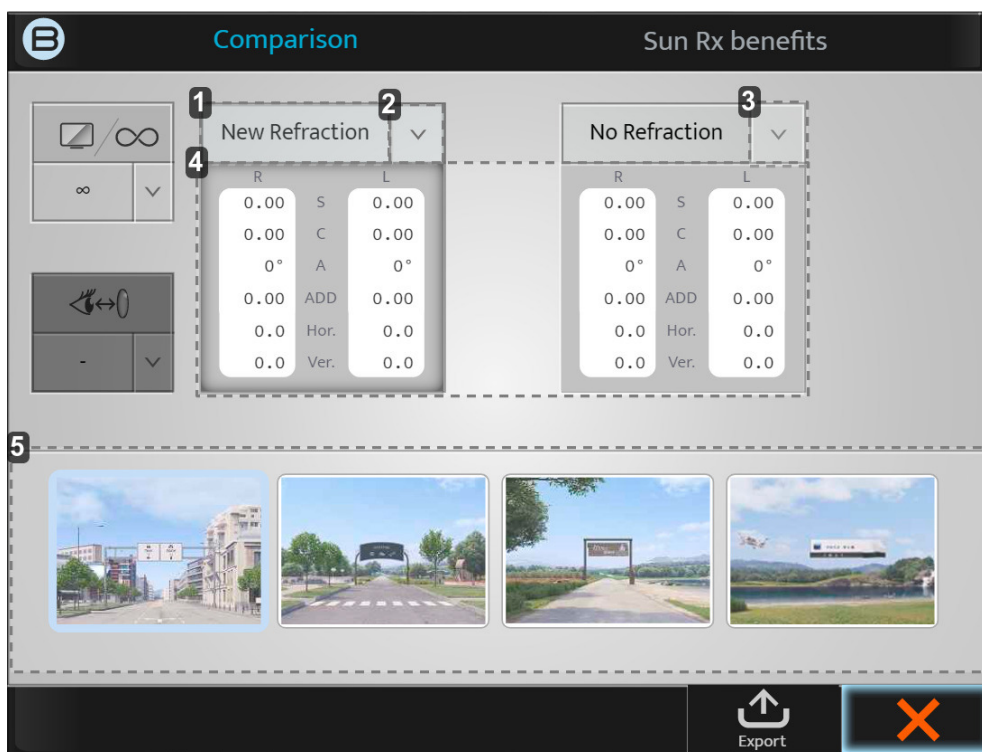 B Comparison Sun Rx benefits
1 2 3
New Refraction No Refraction
4
∞
∞
R L R L
0.00 S 0.00 0.00 S 0.00
0.00 C 0.00 0.00 C 0.00
0° A 0° 0° A 0°
0.00 ADD 0.00 0.00 ADD 0.00
0.0 Hor. 0.0 0.0 Hor. 0.0
- 0.0 Ver. 0.0 0.0 Ver. 0.0
5
Export